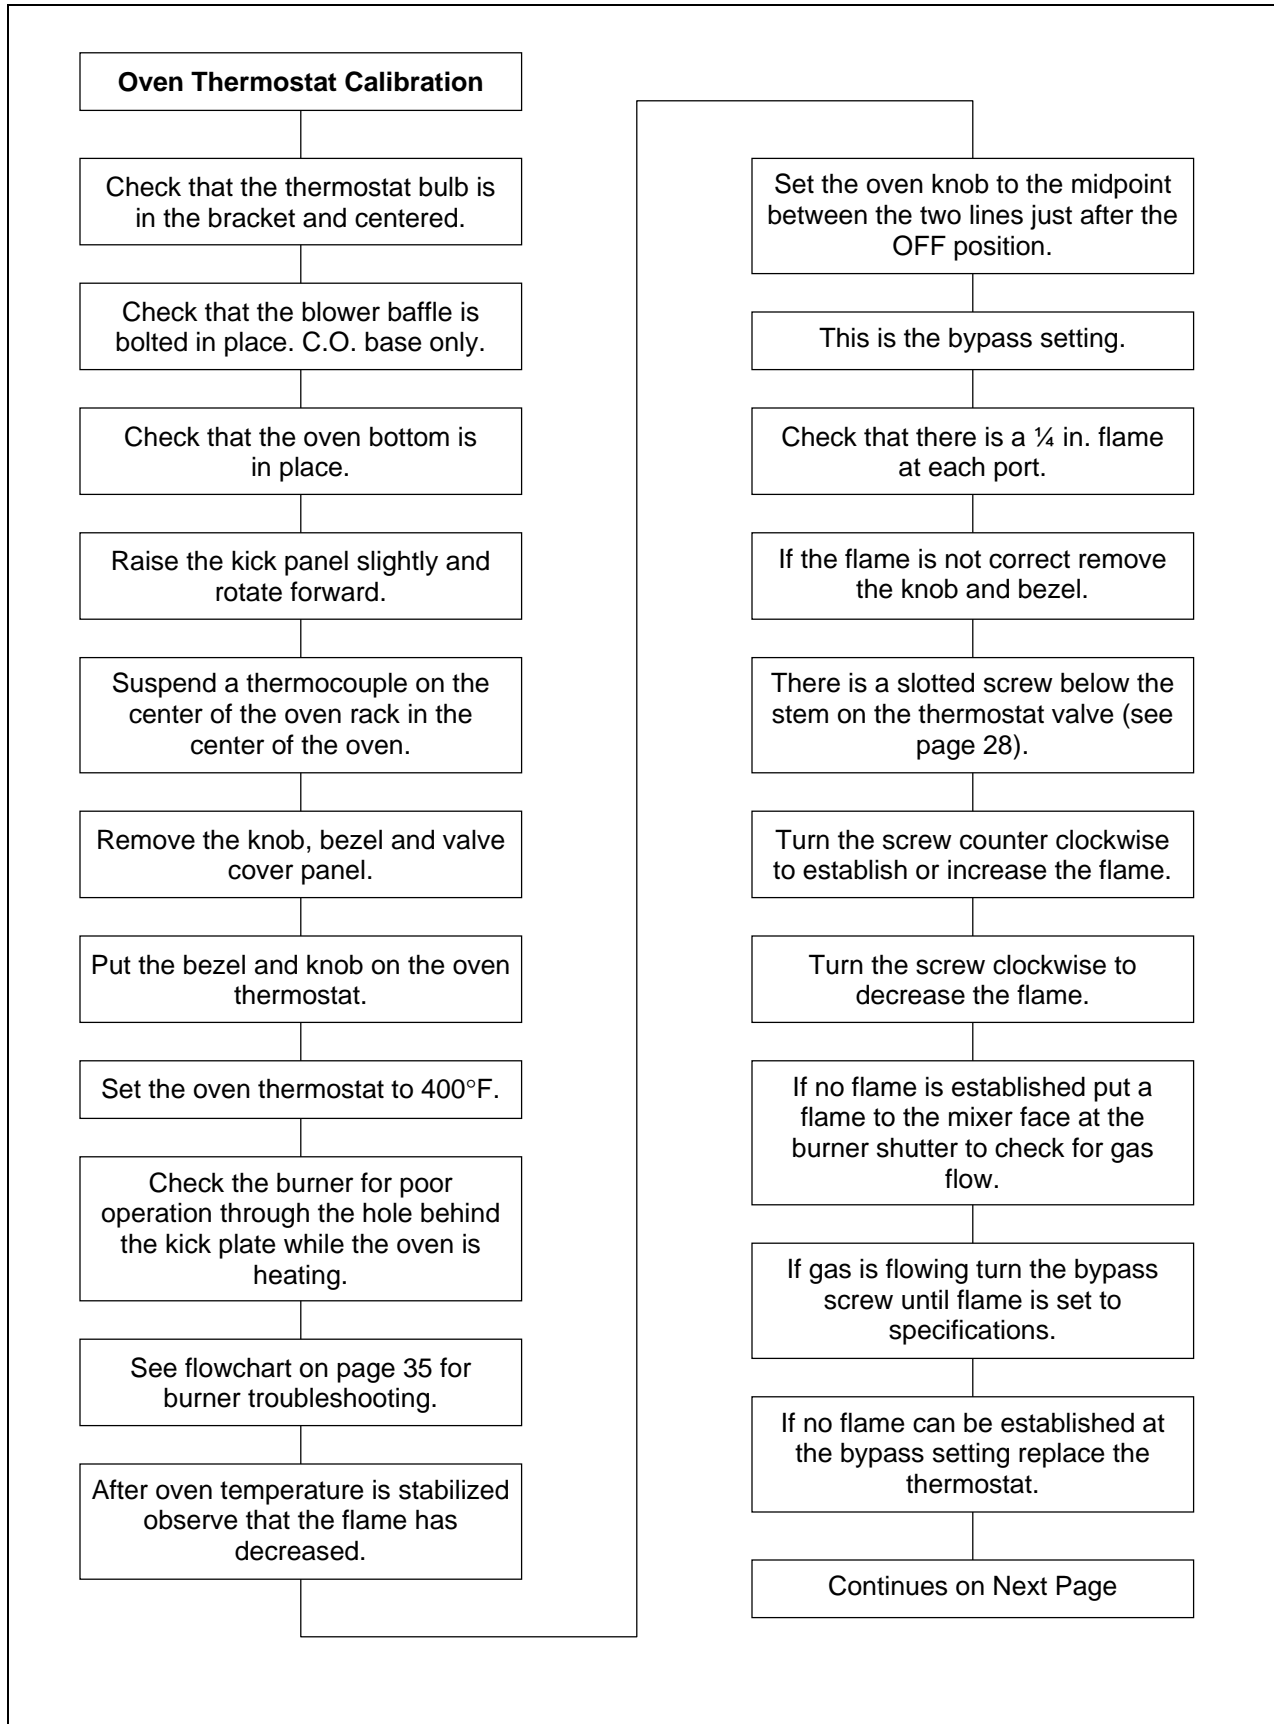 Oven Thermostat Calibration
Check that the thermostat bulb is
in the bracket and centered.
Check that the blower baffle is
bolted in place. C.O. base only.
Check that the oven bottom is
in place.
Raise the kick panel slightly and
rotate forward.
Suspend a thermocouple on the
center of the oven rack in the
center of the oven.
Remove the knob, bezel and valve
cover panel.
Put the bezel and knob on the oven
thermostat.
Set the oven thermostat to 400°F.
Check the burner for poor
operation through the hole behind
the kick plate while the oven is
heating.
See flowchart on page 35 for
burner troubleshooting.
After oven temperature is stabilized
observe that the flame has
decreased.
Set the oven knob to the midpoint
between the two lines just after the
OFF position.
This is the bypass setting.
Check that there is a ¼ in. flame
at each port.
If the flame is not correct remove
the knob and bezel.
There is a slotted screw below the
stem on the thermostat valve (see
page 28).
Turn the screw counter clockwise
to establish or increase the flame.
Turn the screw clockwise to
decrease the flame.
If no flame is established put a
flame to the mixer face at the
burner shutter to check for gas
flow.
If gas is flowing turn the bypass
screw until flame is set to
specifications.
If no flame can be established at
the bypass setting replace the
thermostat.
Continues on Next Page